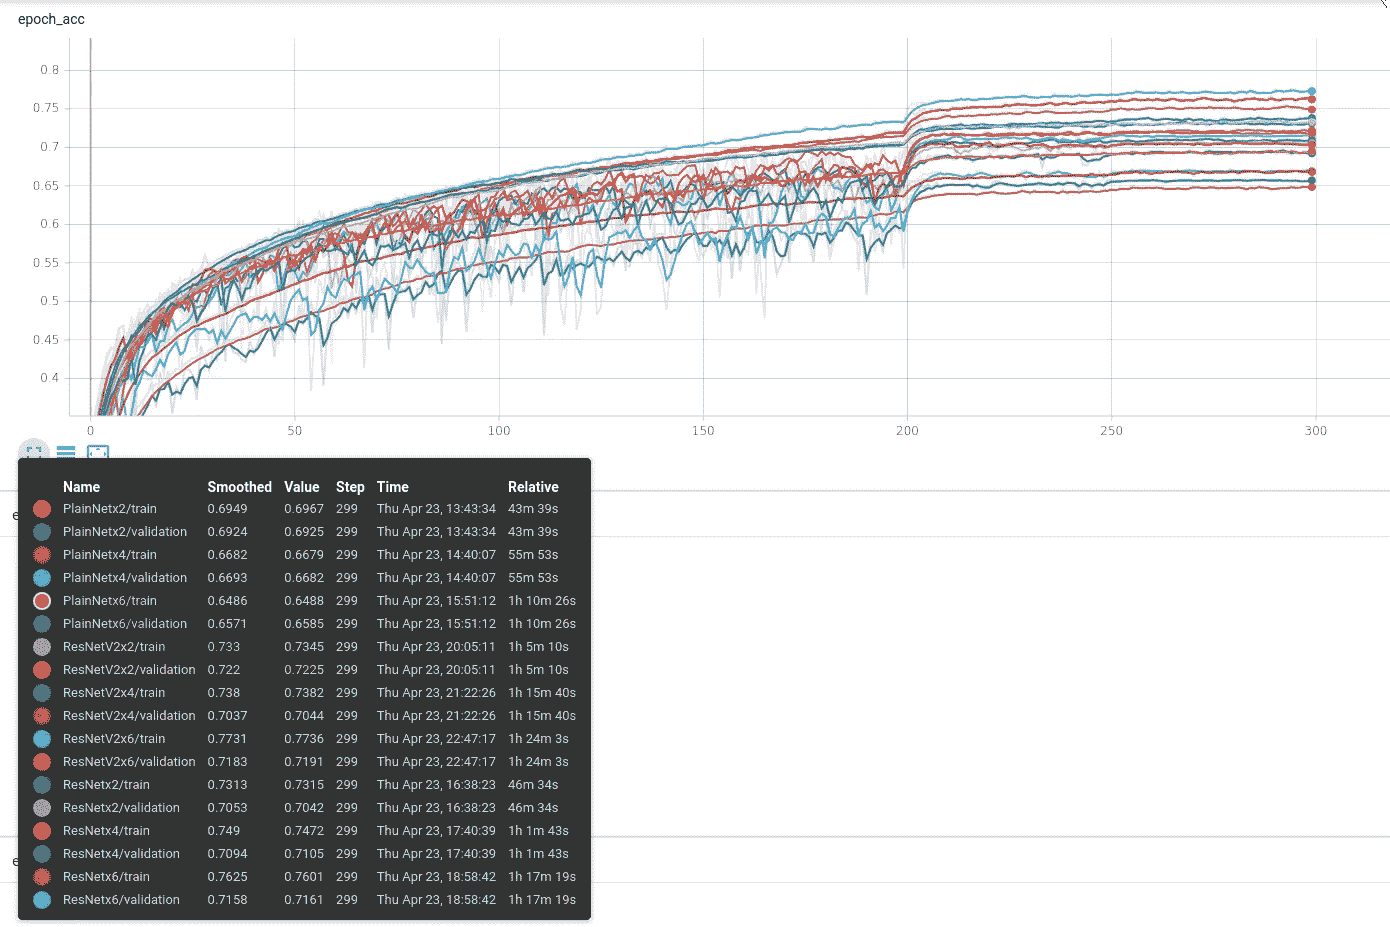 epoch_acc
0.8
0.75
0.7
0.65
0.6
0.55
0.5
0.45
0.4
0 50 100 150 200 250 300
Name Smoothed Value Step Time Relative
PlainNetx2/train 0.6949 0.6967 299 Thu Apr 23, 13:43:34 43m 39s
PlainNetx2/validation 0.6924 0.6925 299 Thu Apr 23, 13:43:34 43m 39s
PlainNetx4/train 0.6682 0.6679 299 Thu Apr 23, 14:40:07 55m 53s
PlainNetx4/validation 0.6693 0.6682 299 Thu Apr 23, 14:40:07 55m 53s
PlainNetx6/train 0.6486 0.6488 299 Thu Apr 23, 15:51:12 1h 10m 26s
PlainNetx6/validation 0.6571 0.6585 299 Thu Apr 23, 15:51:12 1h 10m 26s
ResNetV2x2/train 0.733 0.7345 299 Thu Apr 23, 20:05:11 1h 5m 10s
ResNetV2x2/validation 0.722 0.7225 299 Thu Apr 23, 20:05:11 1h 5m 10s
ResNetV2x4/train 0.738 0.7382 299 Thu Apr 23, 21:22:26 1h 15m 40s
ResNetV2x4/validation 0.7037 0.7044 299 Thu Apr 23, 21:22:26 1h 15m 40s
ResNetV2x6/train 0.7731 0.7736 299 Thu Apr 23, 22:47:17 1h 24m 3s
ResNetV2x6/validation 0.7183 0.7191 299 Thu Apr 23, 22:47:17 1h 24m 3s
ResNetx2/train 0.7313 0.7315 299 Thu Apr 23, 16:38:23 46m 34s
ResNetx2/validation 0.7053 0.7042 299 Thu Apr 23, 16:38:23 46m 34s
ResNetx4/train 0.749 0.7472 299 Thu Apr 23, 17:40:39 1h 1m 43s
ResNetx4/validation 0.7094 0.7105 299 Thu Apr 23, 17:40:39 1h 1m 43s
ResNetx6/train 0.7625 0.7601 299 Thu Apr 23, 18:58:42 1h 17m 19s
ResNetx6/validation 0.7158 0.7161 299 Thu Apr 23, 18:58:42 1h 17m 19s